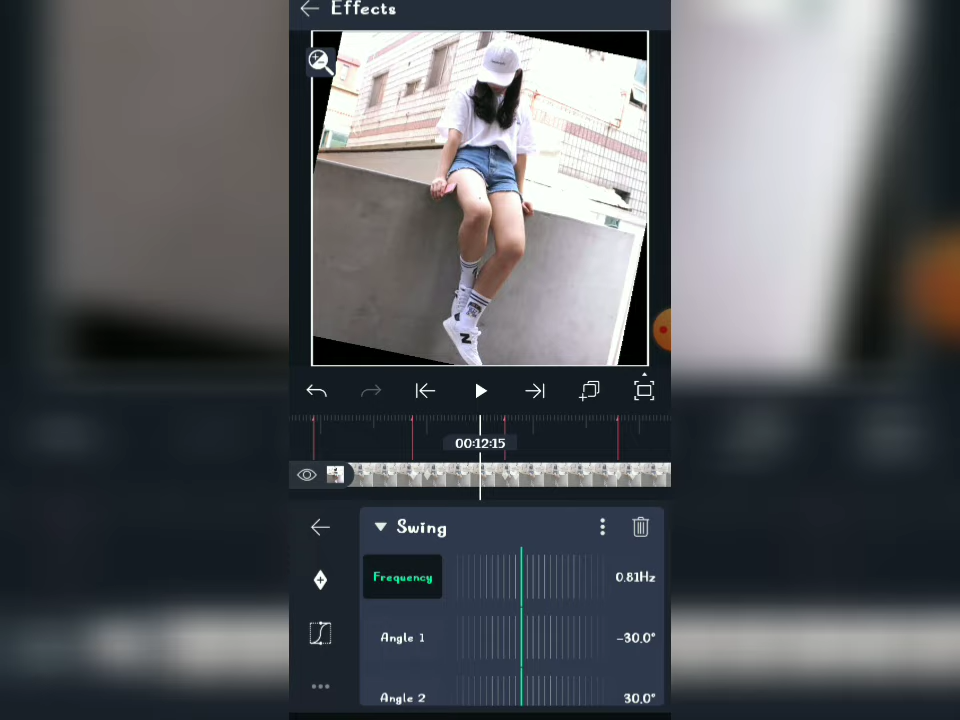 Effects
00:12:15
Swing
Frequency
0.81Hz
Angle 1
-30.0°
Angle 2
30.0°
N